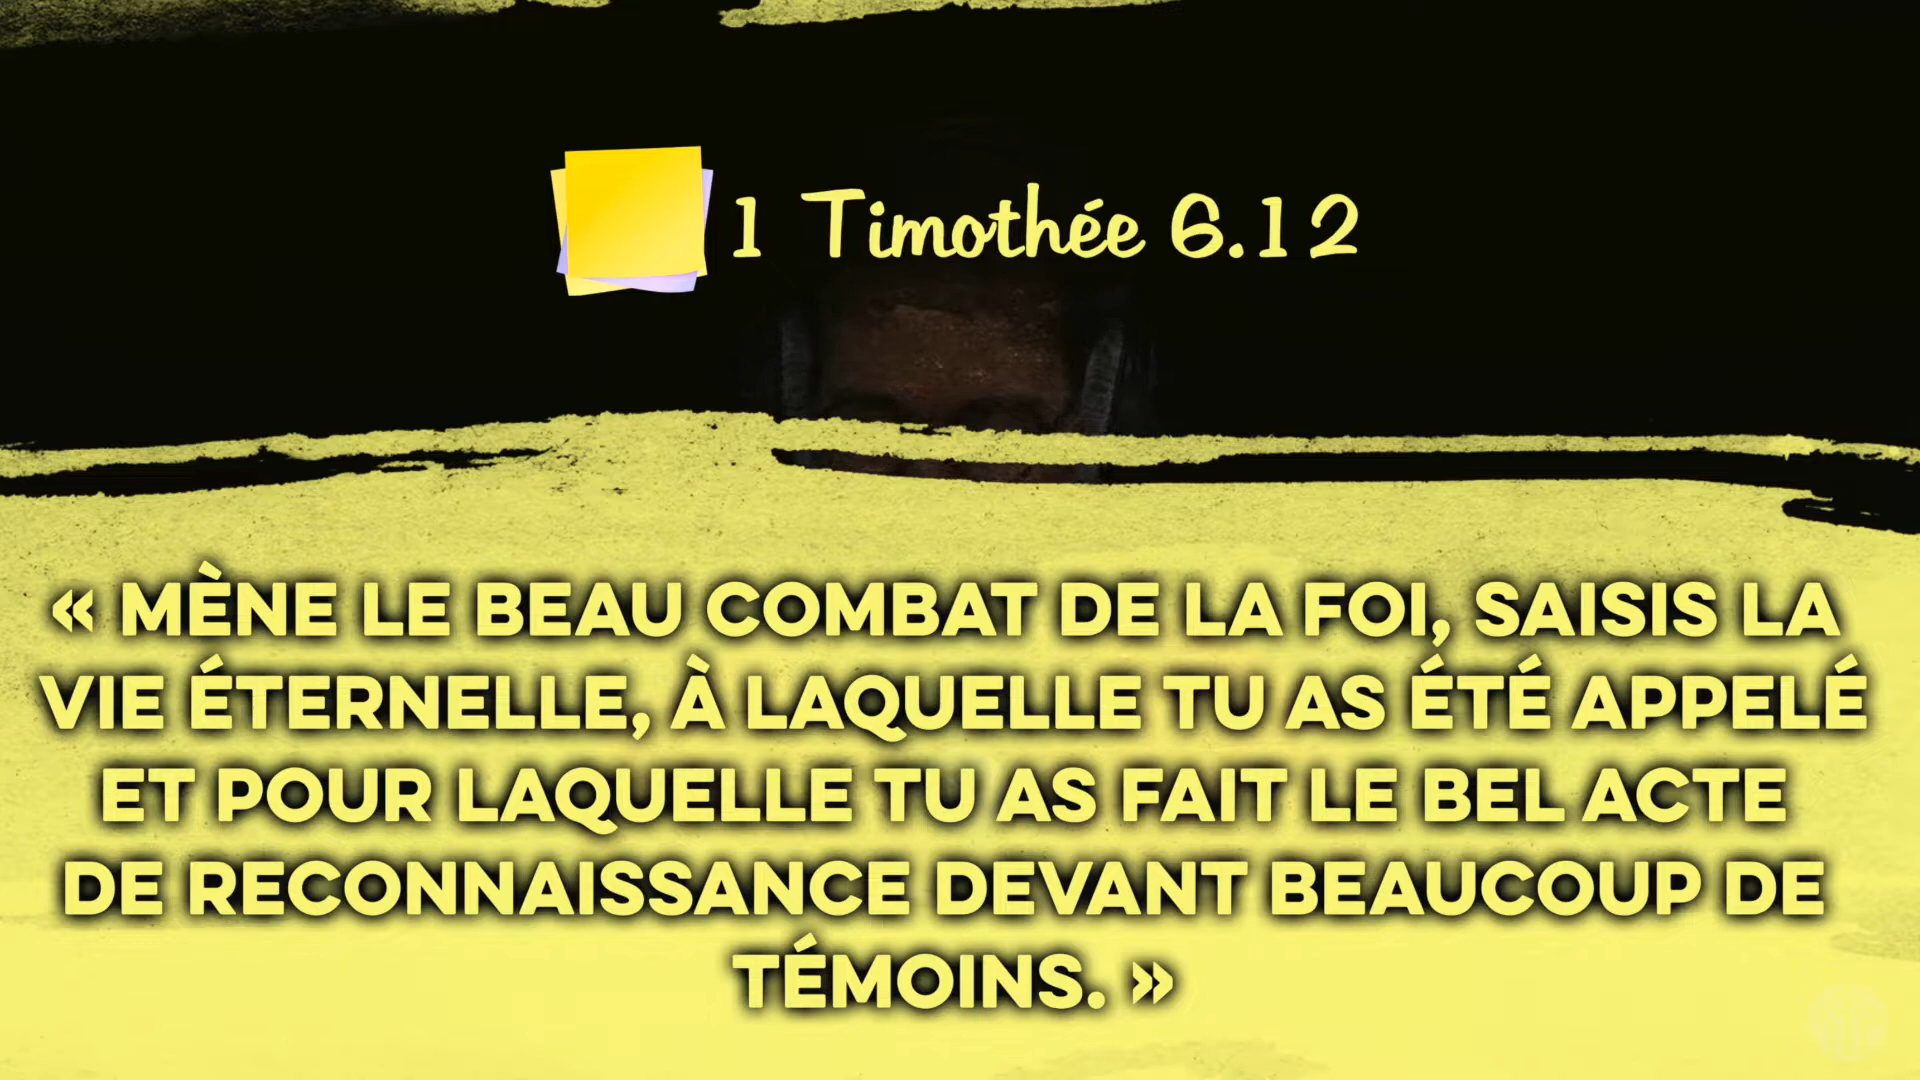 1 Timothée 6.12
« MÈNE LE BEAU COMBAT DE LA FOI, SAISIS LA
VIE ÉTERNELLE, À LAQUELLE TU AS ÉTÉ APPELÉ
ET POUR LAQUELLE TU AS FAIT LE BEL ACTE
DE RECONNAISSANCE DEVANT BEAUCOUP DE
TÉMOINS. »